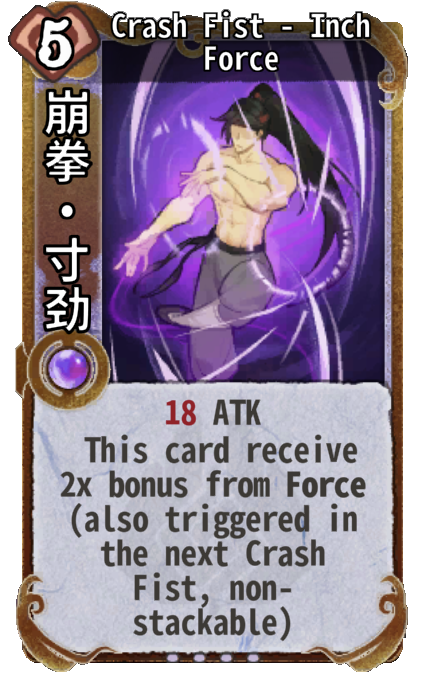 5
Crash Fist - Inch
Force
崩拳・寸劲
18 ATK
This card receive
2x bonus from Force
(also triggered in
the next Crash
Fist, non-
stackable)